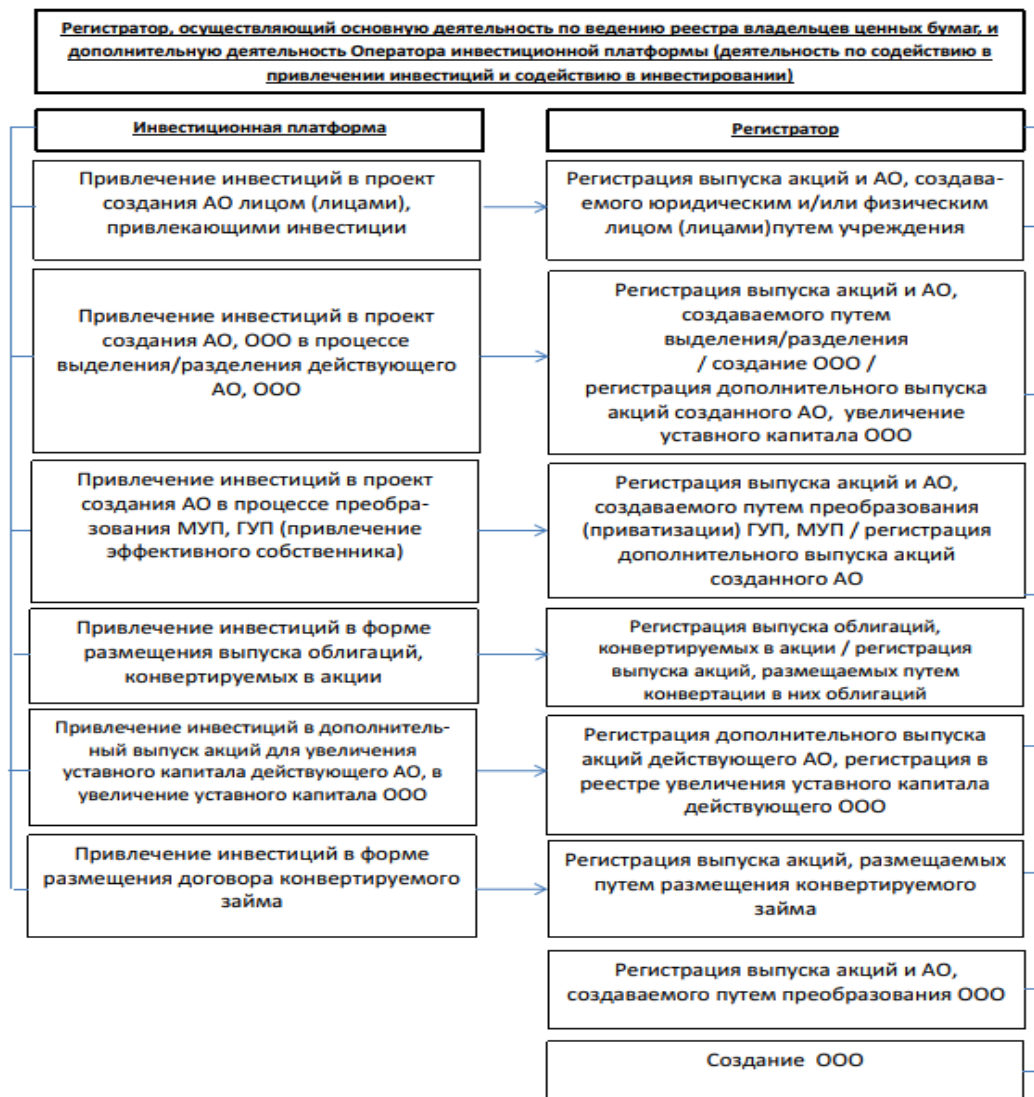 Регистратор, осуществляющий основную деятельность по ведению реестра владельцев ценных бумаг, и
дополнительную деятельность Оператора инвестиционной платформы (деятельность по содействию в
привлечении инвестиций и содействию в инвестировании)
Инвестиционная платформа
Регистратор
Привлечение инвестиций в проект
создания АО лицом (лицами),
привлекающими инвестиции
Регистрация выпуска акций и АО, создава-
емого юридическим и/или физическим
лицом (лицами)путем учреждения
Привлечение инвестиций в проект
создания АО, ООО в процессе
выделения/разделения действующего
АО, ООО
Регистрация выпуска акций и АО,
создаваемого путем
выделения/разделения
/ создание ООО /
регистрация дополнительного выпуска
акций созданного АО, увеличение
уставного капитала ООО
Привлечение инвестиций в проект
создания АО в процессе преобра-
зования МУП, ГУП (привлечение
эффективного собственника)
Регистрация выпуска акций и АО,
создаваемого путем преобразования
(приватизации) ГУП, МУП / регистрация
дополнительного выпуска акций
созданного АО
Привлечение инвестиций в форме
размещения выпуска облигаций,
конвертируемых в акции
Регистрация выпуска облигаций,
конвертируемых в акции / регистрация
выпуска акций, размещаемых путем
конвертации в них облигаций
Привлечение инвестиций в дополнитель-
ный выпуск акций для увеличения
уставного капитала действующего АО, в
увеличение уставного капитала ООО
Регистрация дополнительного выпуска
акций действующего АО, регистрация в
реестре увеличения уставного капитала
действующего ООО
Привлечение инвестиций в форме
размещения договора конвертируемого
займа
Регистрация выпуска акций, размещаемых
путем размещения конвертируемого
займа
Регистрация выпуска акций и АО,
создаваемого путем преобразования ООО
Создание ООО